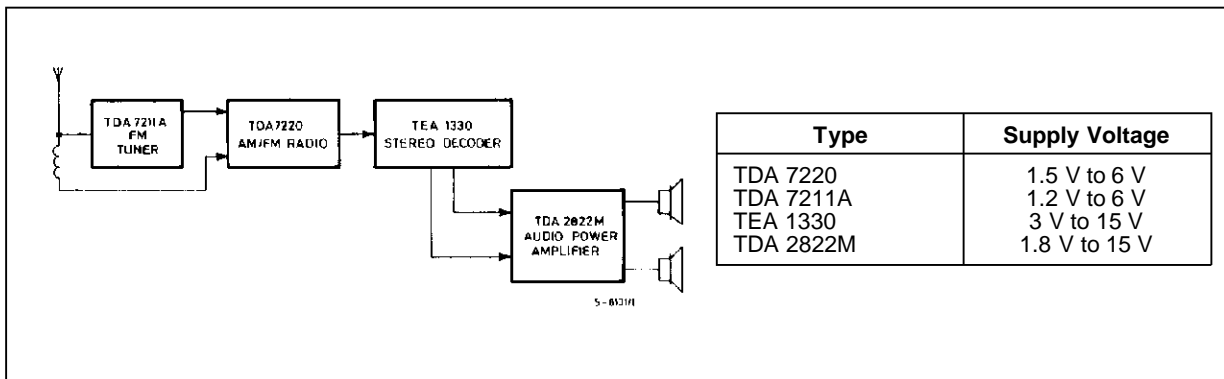 TDA 7211A
FM
TUNER
TDA7220
AM/FM RADIO
TEA 1330
STEREO DECODER
TDA 2822M
AUDIO POWER
AMPLIFIER
Type Supply Voltage
TDA 7220 1.5 V to 6 V
TDA 7211A 1.2 V to 6 V
TEA 1330 3 V to 15 V
TDA 2822M 1.8 V to 15 V